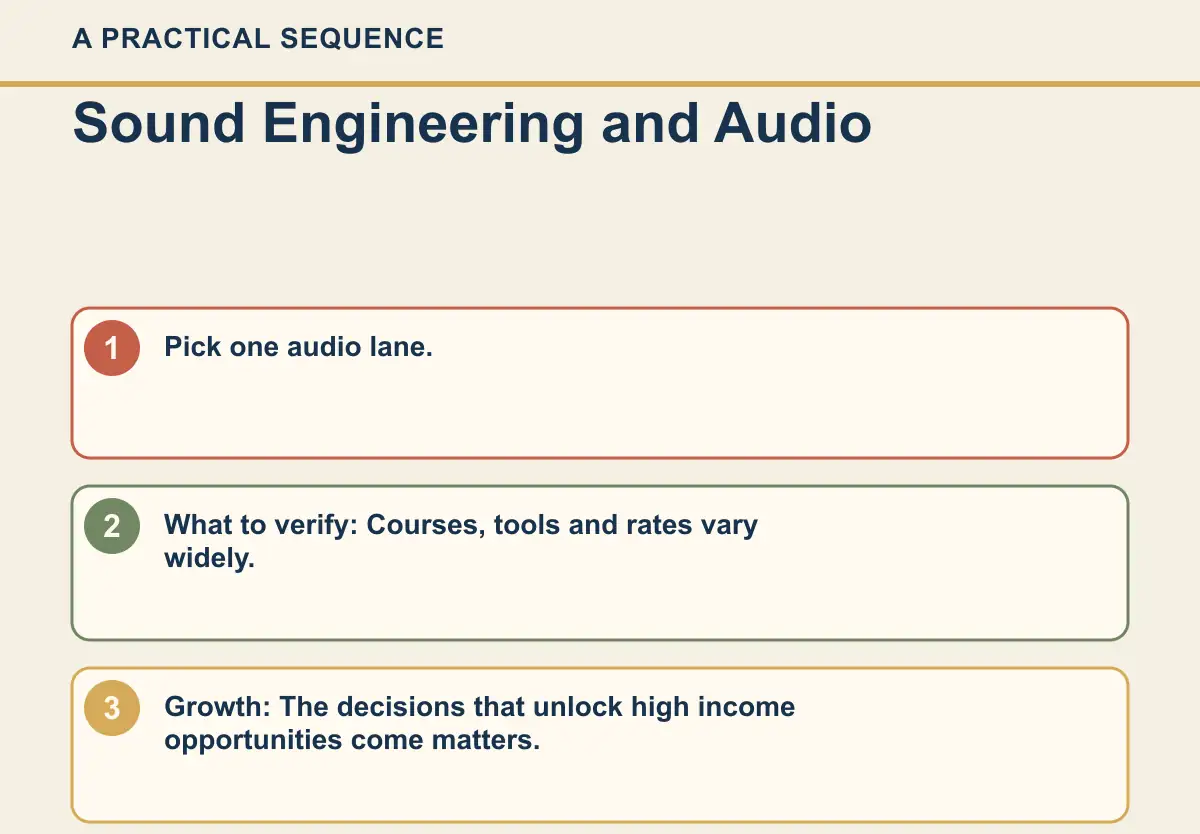 A PRACTICAL SEQUENCE
Sound Engineering and Audio
1
Pick one audio lane.
2
What to verify: Courses, tools and rates vary
widely.
3
Growth: The decisions that unlock high income
opportunities come matters.